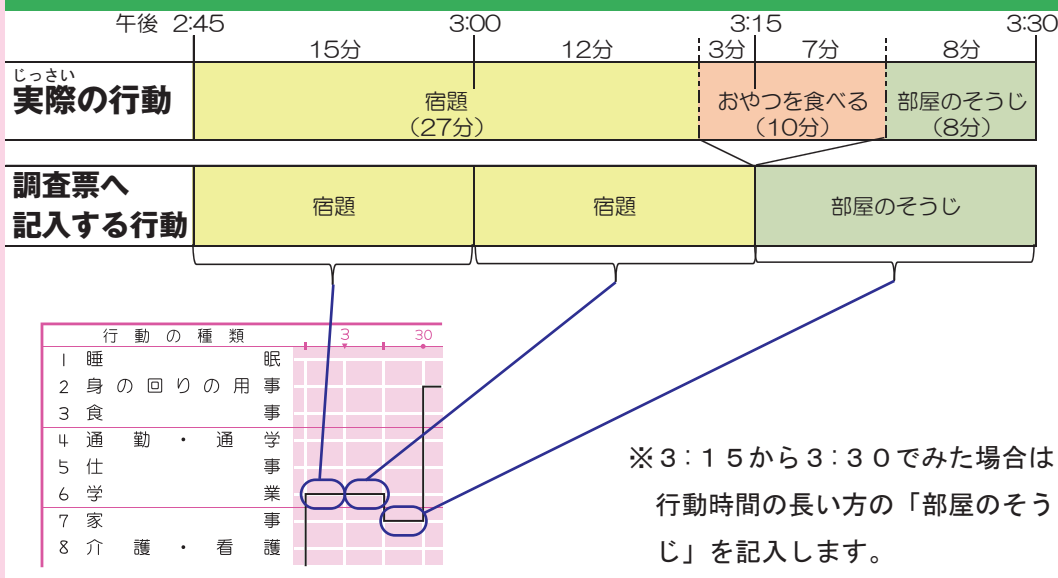 午後 2:45 3:00 3:15 3:30
15分 12分 3分 7分 8分
じっさい
実際の行動
宿題
(27分)
おやつを食べる
(10分)
部屋のそうじ
(8分)
調査票へ
記入する行動
宿題 宿題 部屋のそうじ
行動の種類 3 30
1 睡眠
2 身の回りの用事
3 食事
4 通勤・通学
5 仕事
6 学業
7 家事
8 介護・看護
※3:15から3:30でみた場合は
行動時間の長い方の「部屋のそう
じ」を記入します。